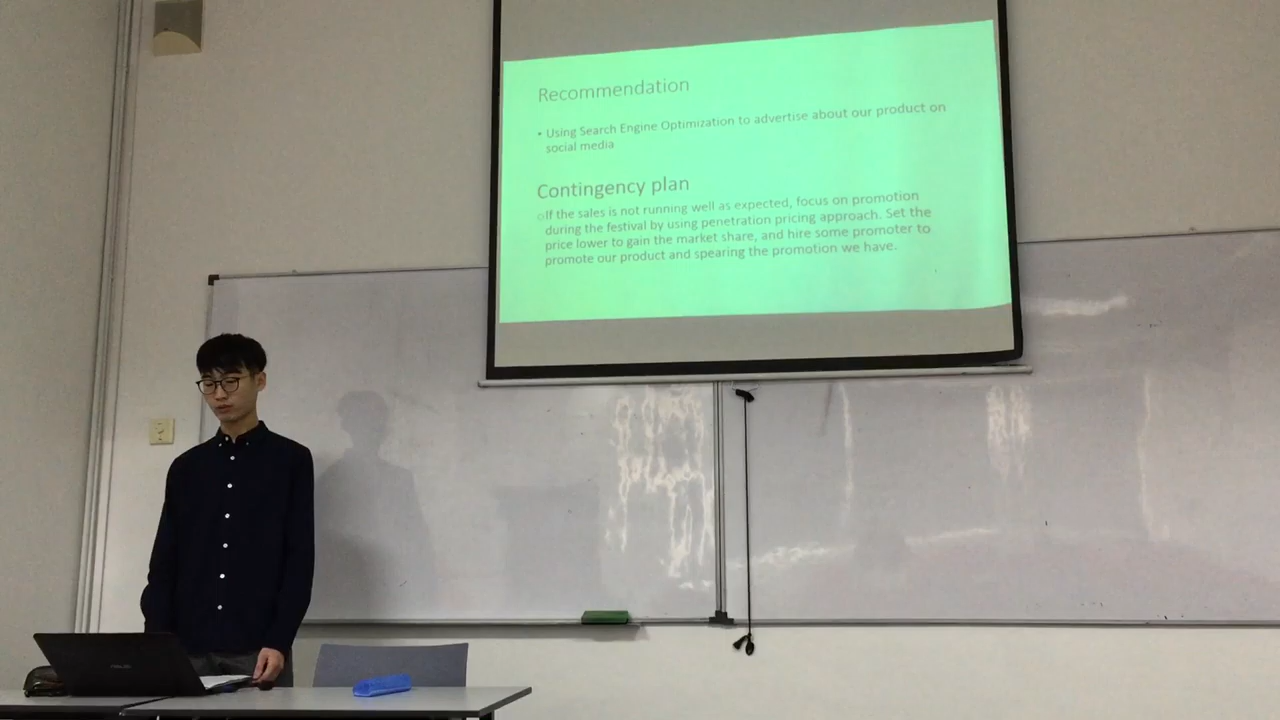 Recommendation
• Using Search Engine Optimization to advertise about our product on
social media
Contingency plan
○If the sales is not running well as expected, focus on promotion
during the festival by using penetration pricing approach. Set the
price lower to gain the market share, and hire some promoter to
promote our product and spearing the promotion we have.
ASUS